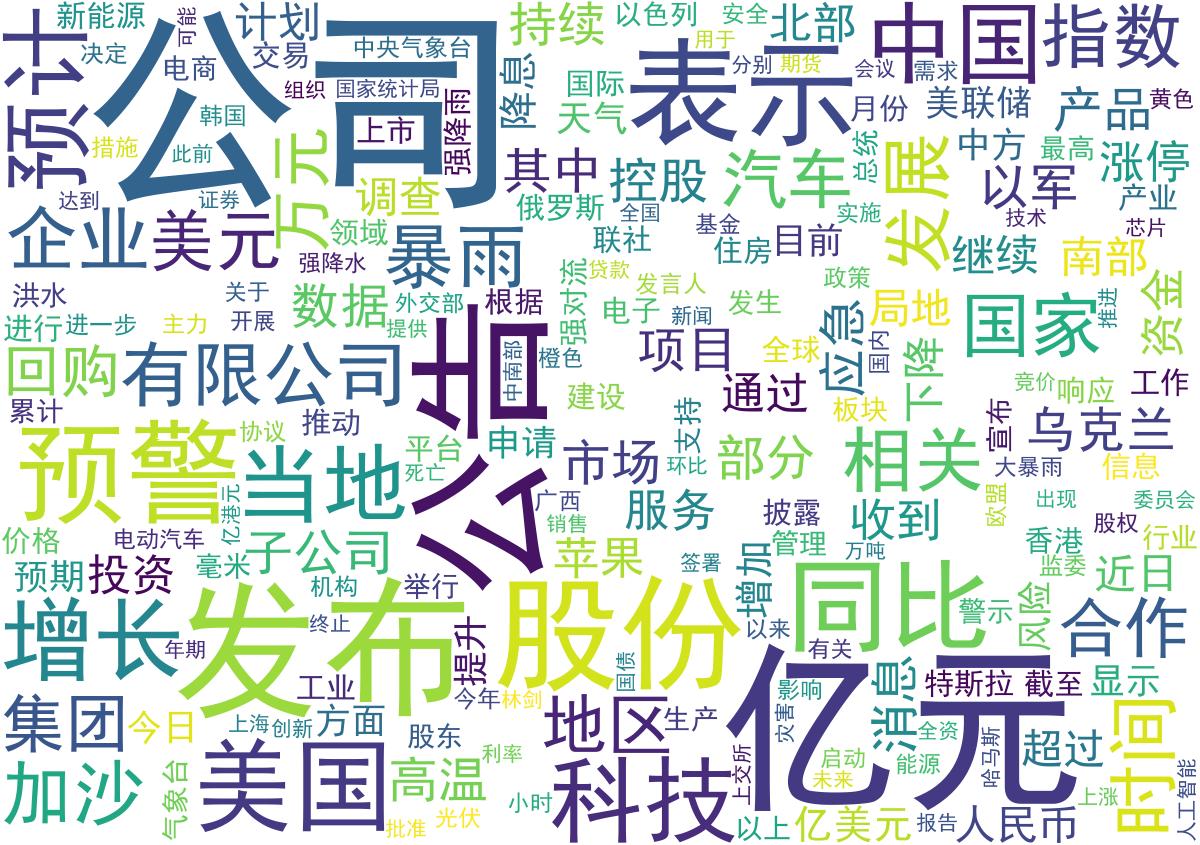 新能源
可能
计划
持续
以色列
安全
北部
中国
指数
预计
公司
决定
电商
交易
中央气象台
降息
用于
表示
分别
期货
会议
需求
组织
国家统计局
国际
月份
美联储
产品
黄色
韩国
上市
强降雨
天气
措施
此前
其中
控股
汽车
总统
发展
中方
最高
涨停
万元
达到
证券
调查
俄罗斯
全国
基金
实施
以军
产业
技术
芯片
企业
美元
领域
暴雨
联社
住房
目前
继续
南部
强降水
强对流
贷款
发言人
政策
洪水
关于
数据
外交部
根据
电子
发生
局地
国家
推进
资金
进行
进一步
主力
开展
提供
公告
新闻
应急
国内
回购
有限公司
中南部
橙色
项目
全球
下降
竞价
响应
工作
累计
推动
建设
通过
板块
宣布
乌克兰
预警
协议
当地
平台
申请
市场
支持
部分
相关
大暴雨
信息
死亡
环比
亿港元
广西
服务
披露
收到
欧盟
出现
委员会
价格
电动汽车
子公司
销售
管理
香港
股权
行业
预期
投资
毫米
机构
举行
苹果
签署
增加
万吨
同比
监委
近日
增长
发布
终止
股份
警示
风险
合作
年期
提升
以来
有关
工业
国债
亿元
消息
特斯拉
截至
显示
集团
今日
上海
创新
方面
今年
林剑
地区
生产
影响
灾害
时间
股东
全资
超过
加沙
气象台
美国
高温
利率
科技
上交所
启动
能源
哈马斯
未来
上涨
人工智能
小时
批准
光伏
以上
亿美元
报告
人民币